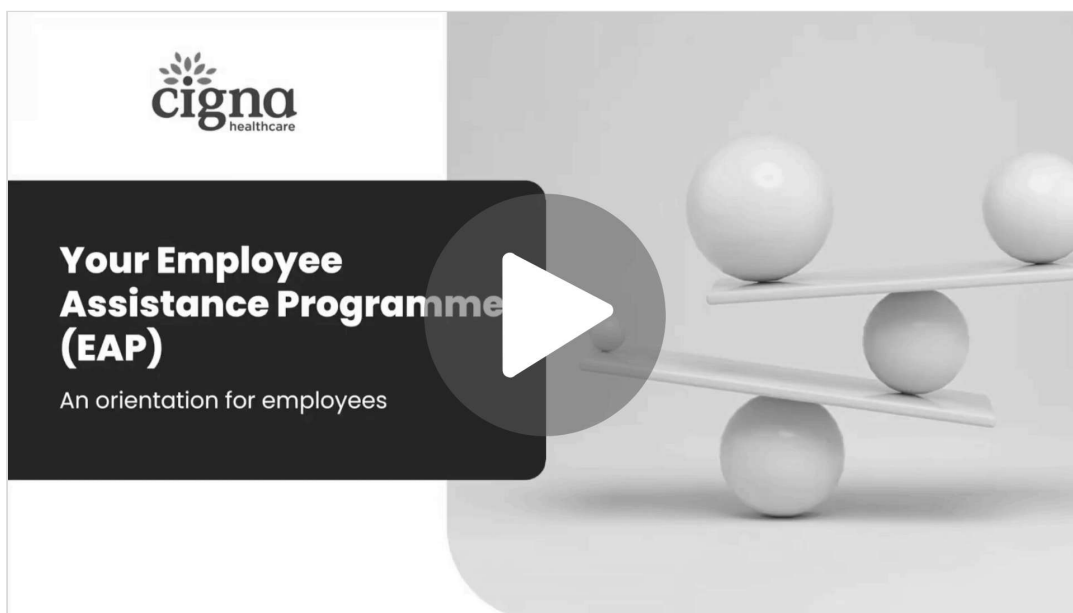 cigna
healthcare
Your Employee
Assistance Programme
(EAP)
An orientation for employees